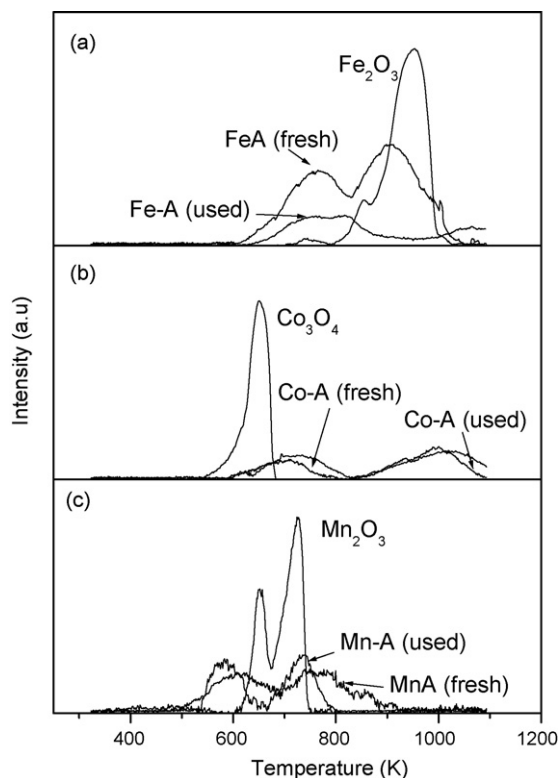 (a)
Fe₂O₃
FeA (fresh)
Fe-A (used)
(b)
Co₃O₄
Co-A (fresh)
Co-A (used)
(c)
Mn₂O₃
Mn-A (used)
MnA (fresh)
Intensity (a.u)
400 600 800 1000 1200
Temperature (K)